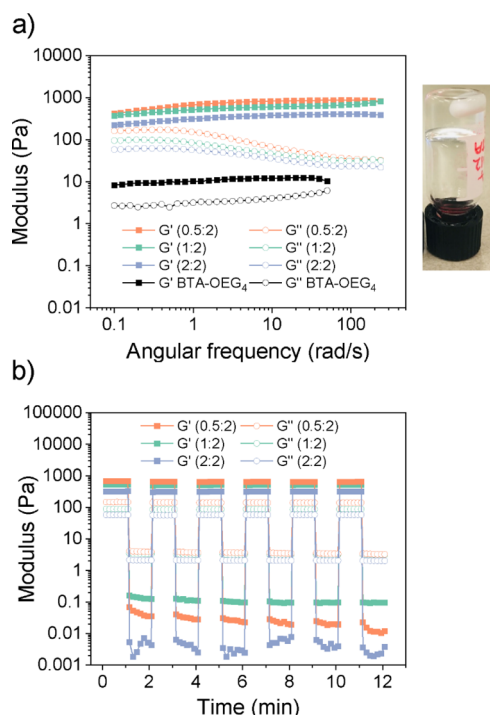 a)
1000000
100000
10000
1000
100
10
1
0.1
0.01
Modulus (Pa)
G' (0.5:2) G'' (0.5:2)
G' (1:2) G'' (1:2)
G' (2:2) G'' (2:2)
G' BTA-OEG₄ G'' BTA-OEG₄
0.1 1 10 100
Angular frequency (rad/s)
b)
100000
10000
1000
100
10
1
0.1
0.01
0.001
Modulus (Pa)
G' (0.5:2) G'' (0.5:2)
G' (1:2) G'' (1:2)
G' (2:2) G'' (2:2)
0 2 4 6 8 10 12
Time (min)